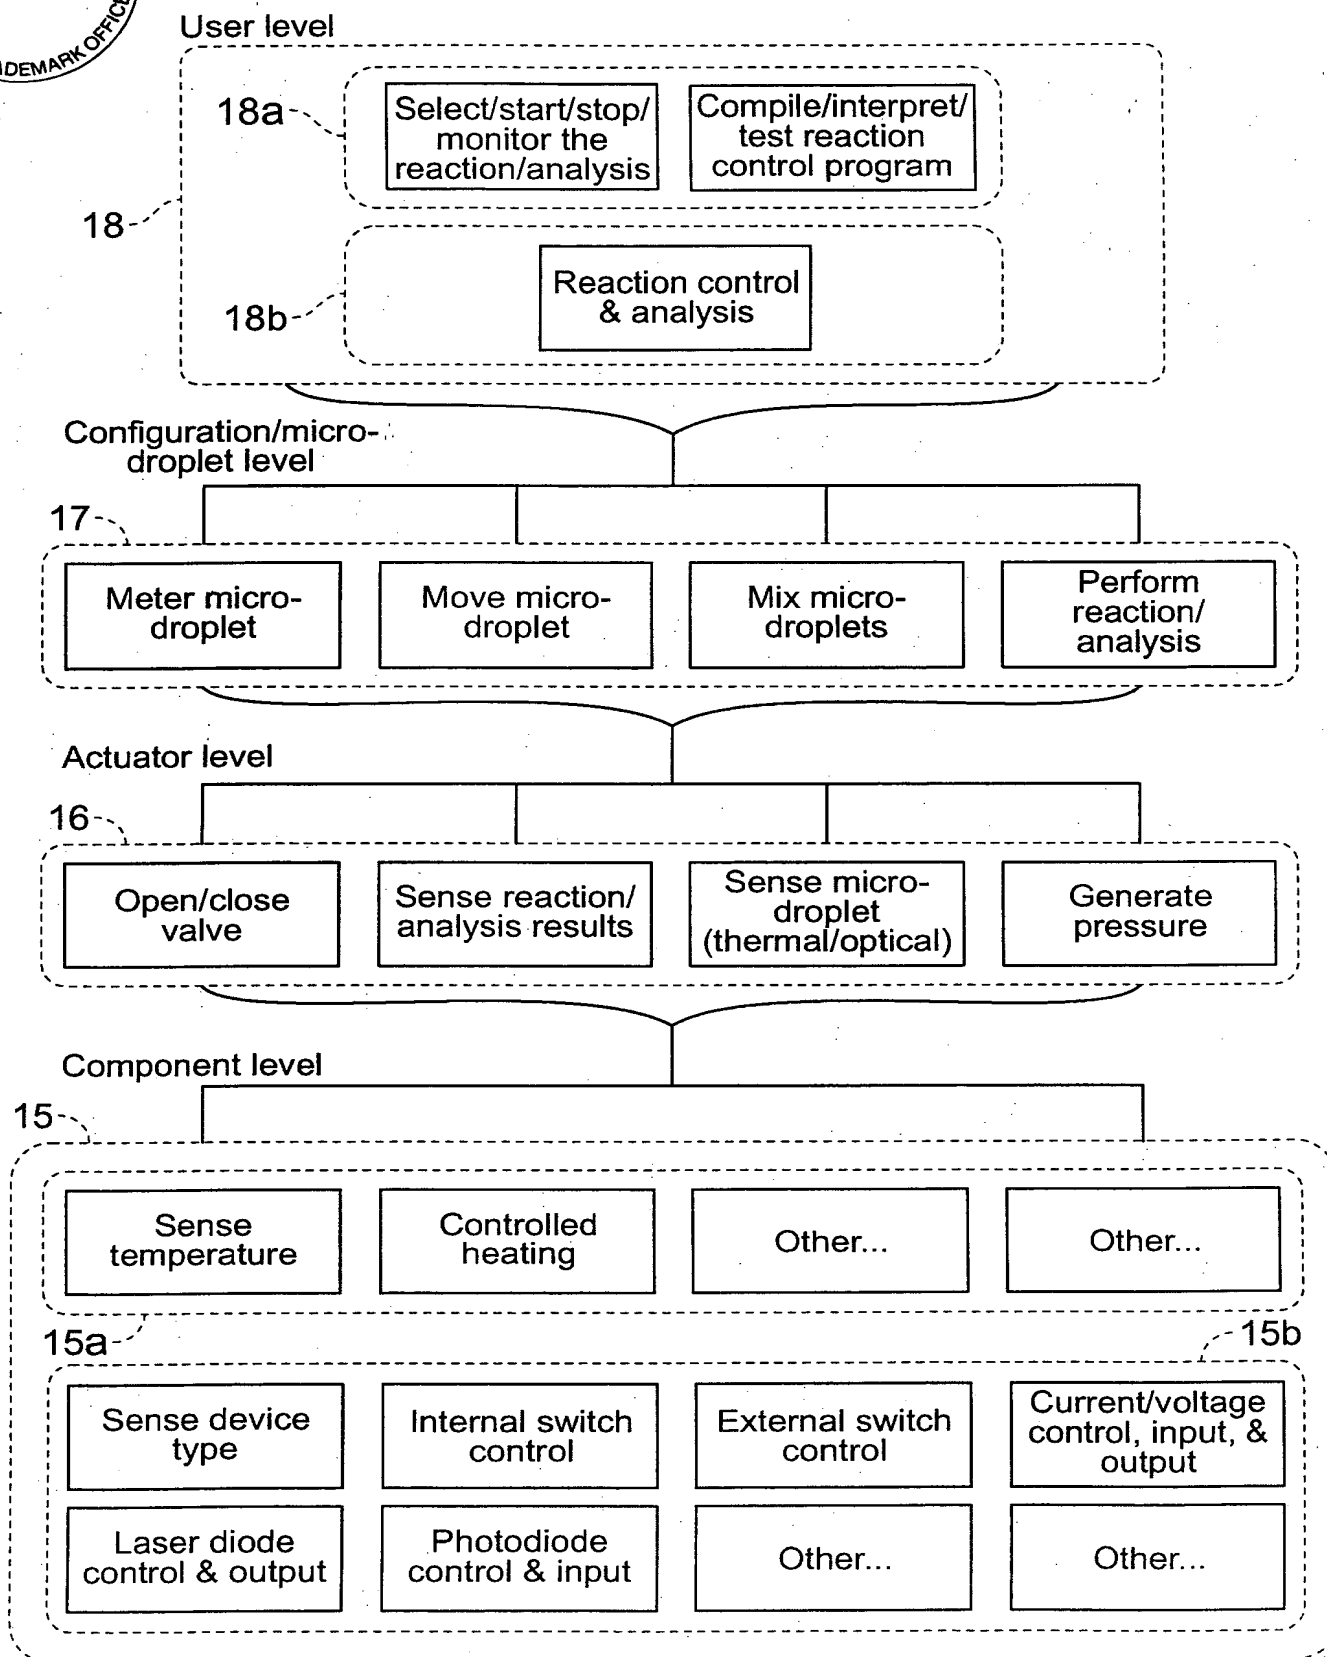 DEMARK OFFIC
User level
18a
Select/start/stop/
monitor the
reaction/analysis
Compile/interpret/
test reaction
control program
18
18b
Reaction control
& analysis
Configuration/micro-
droplet level
17
Meter micro-
droplet
Move micro-
droplet
Mix micro-
droplets
Perform
reaction/
analysis
Actuator level
16
Open/close
valve
Sense reaction/
analysis results
Sense micro-
droplet
(thermal/optical)
Generate
pressure
Component level
15
Sense
temperature
Controlled
heating
Other...
Other...
15a
15b
Sense device
type
Internal switch
control
External switch
control
Current/voltage
control, input, &
output
Laser diode
control & output
Photodiode
control & input
Other...
Other...